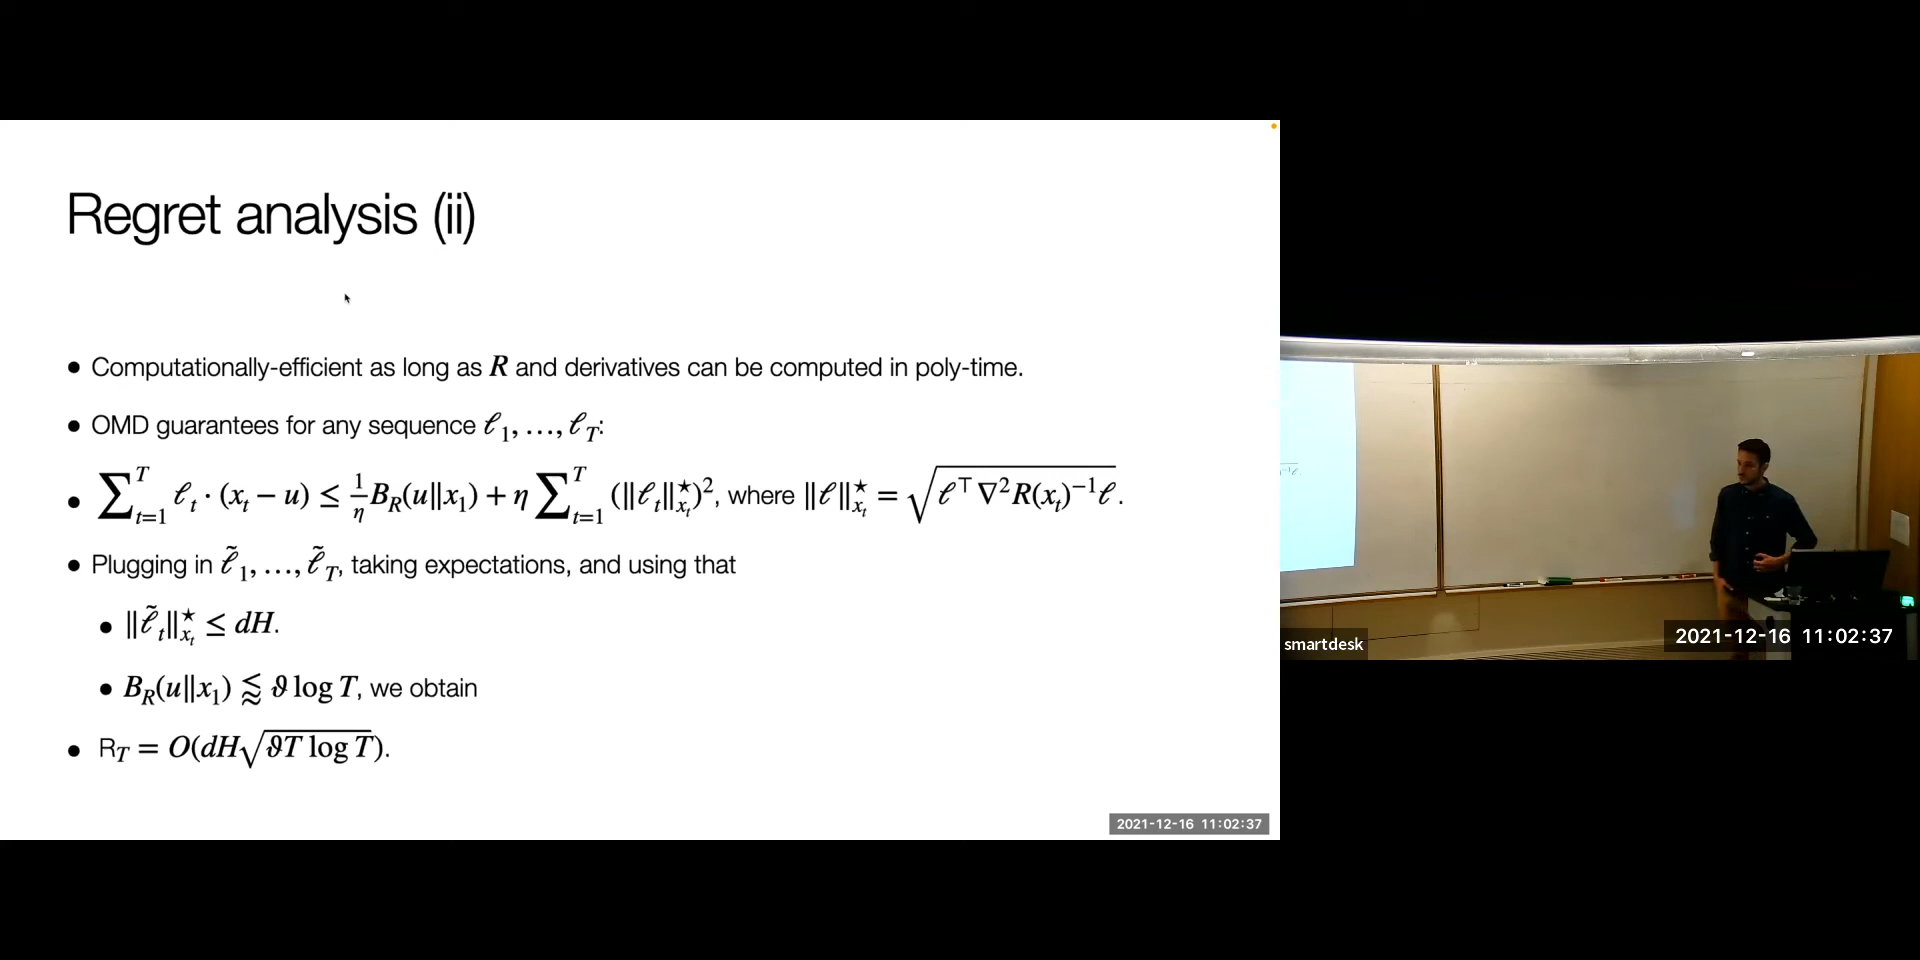 Regret analysis (ii)
• Computationally-efficient as long as R and derivatives can be computed in poly-time.
• OMD guarantees for any sequence ℓ₁, …, ℓ_T:
• ∑_{t=1}^{T} ℓ_t · (x_t − u) ≤ 1/η B_R(u||x₁) + η ∑_{t=1}^{T} (‖ℓ_t‖^⋆_{x_t})², where ‖ℓ‖^⋆_{x_t} = √(ℓ^⊤ ∇²R(x_t)^{−1}ℓ).
• Plugging in ℓ̃₁, …, ℓ̃_T, taking expectations, and using that
• ‖ℓ̃_t‖^⋆_{x_t} ≤ dH.
• B_R(u||x₁) ⪅ ϑ log T, we obtain
• R_T = O(dH√(ϑT log T)).
2021-12-16 11:02:37
smartdesk
2021-12-16 11:02:37